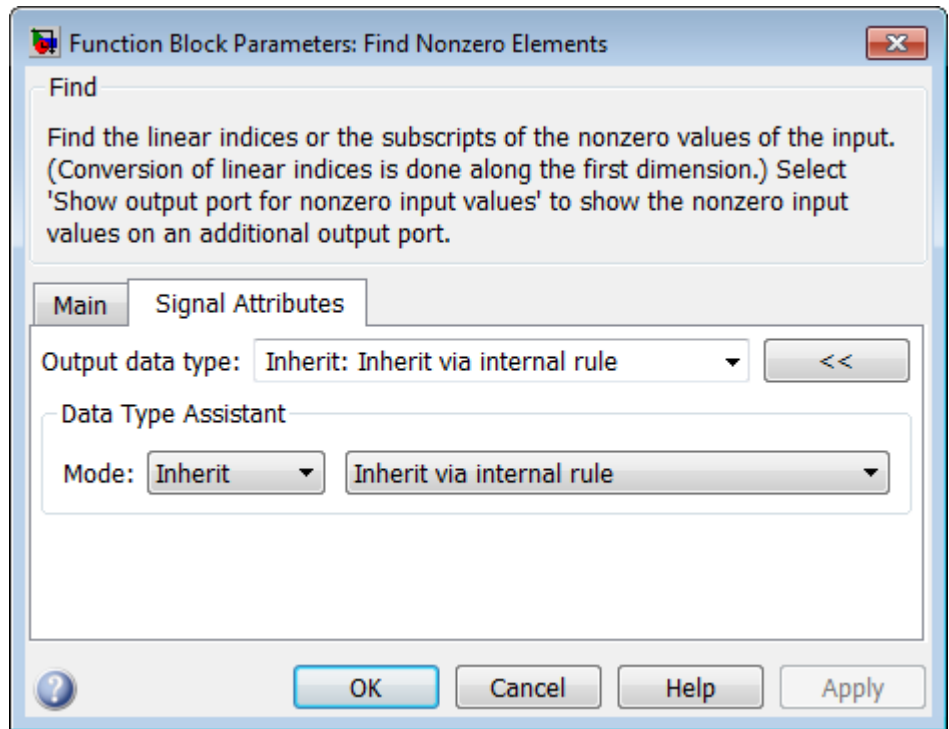 Function Block Parameters: Find Nonzero Elements
Find
Find the linear indices or the subscripts of the nonzero values of the input.
(Conversion of linear indices is done along the first dimension.) Select
'Show output port for nonzero input values' to show the nonzero input
values on an additional output port.
Main Signal Attributes
Output data type: Inherit: Inherit via internal rule <<
Data Type Assistant
Mode: Inherit Inherit via internal rule
? OK Cancel Help Apply